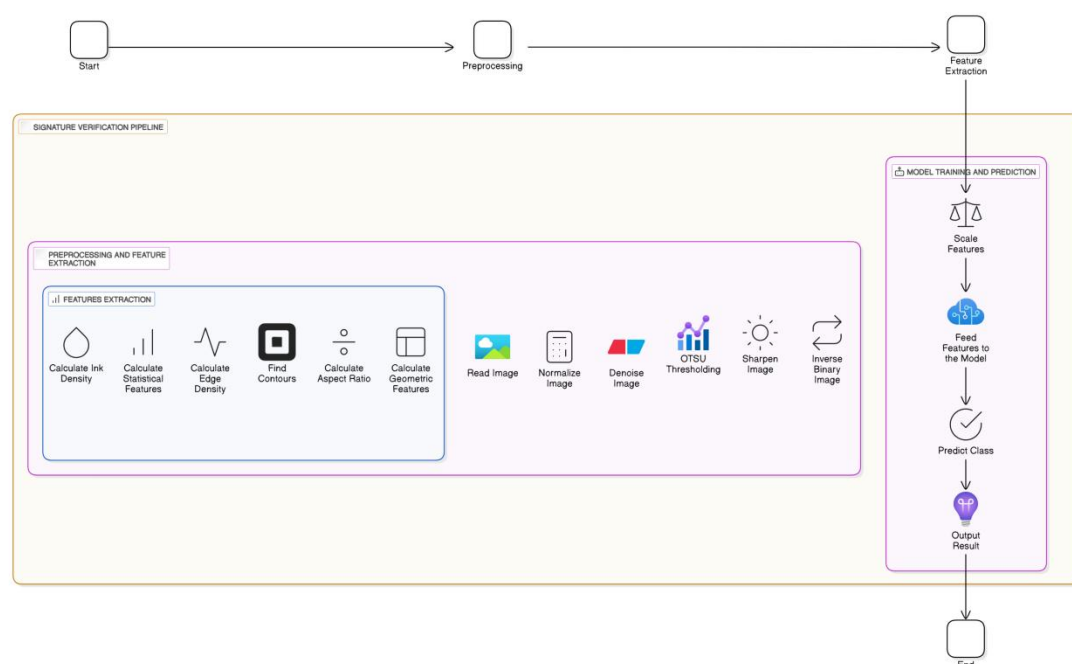 Start
Preprocessing
Feature
Extraction
SIGNATURE VERIFICATION PIPELINE
MODEL TRAINING AND PREDICTION
Scale
Features
PREPROCESSING AND FEATURE
EXTRACTION
FEATURES EXTRACTION
Calculate Ink
Density
Calculate
Statistical
Features
Calculate
Edge
Density
Find
Contours
Calculate
Aspect Ratio
Calculate
Geometric
Features
Read Image
Normalize
Image
Denoise
Image
OTSU
Thresholding
Sharpen
Image
Inverse
Binary
Image
Feed
Features to
the Model
Predict Class
Output
Result
End